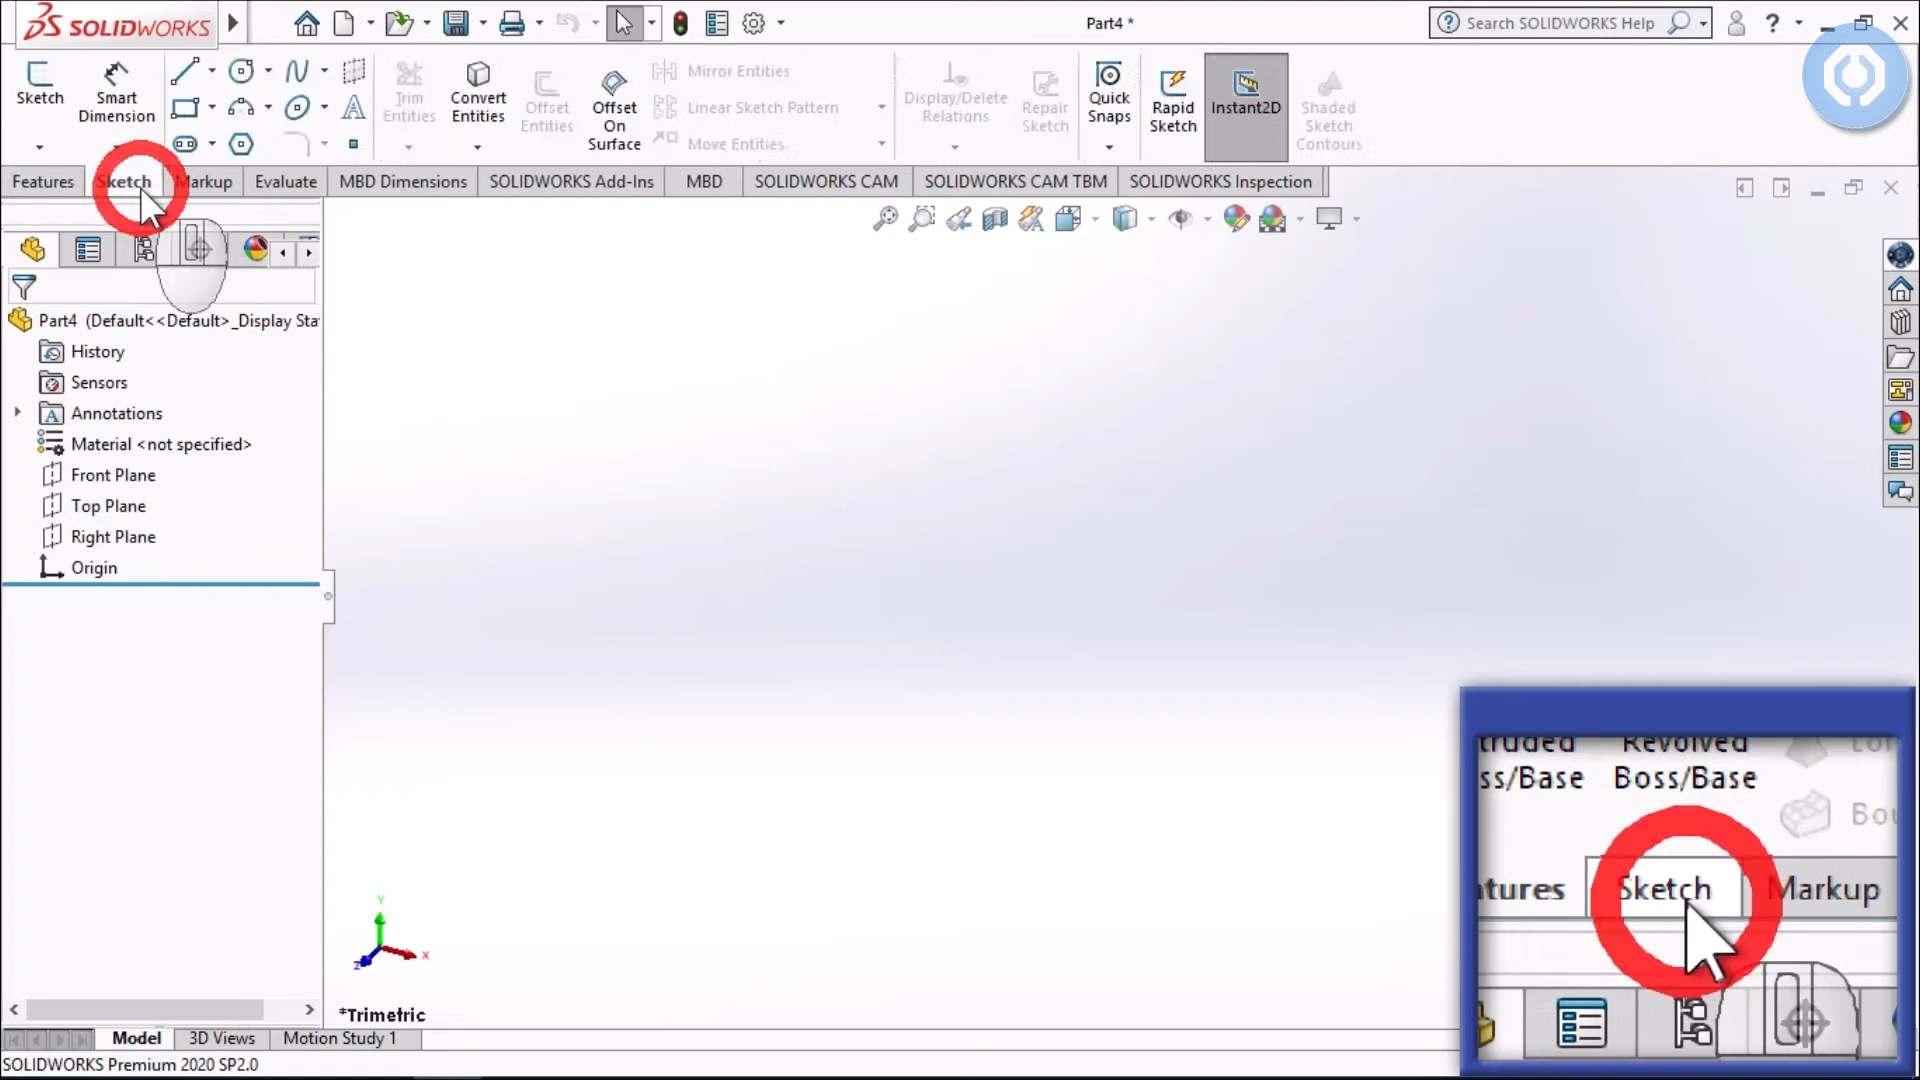 SOLIDWORKS
Part4 *
Search SOLIDWORKS Help
Sketch
Smart
Dimension
Trim
Entities
Convert
Entities
Offset
Entities
Offset
On
Surface
Mirror Entities
Linear Sketch Pattern
Move Entities
Display/Delete
Relations
Repair
Sketch
Quick
Snaps
Rapid
Sketch
Instant2D
Shaded
Sketch
Contours
Features
Sketch
Markup
Evaluate
MBD Dimensions
SOLIDWORKS Add-Ins
MBD
SOLIDWORKS CAM
SOLIDWORKS CAM TBM
SOLIDWORKS Inspection
Part4 (Default<<Default>_Display Sta
History
Sensors
Annotations
Material <not specified>
Front Plane
Top Plane
Right Plane
Origin
Y
X
Z
*Trimetric
Model
3D Views
Motion Study 1
SOLIDWORKS Premium 2020 SP2.0
truded
ss/Base
Revolved
Boss/Base
Lof
Bou
tures
Sketch
Markup